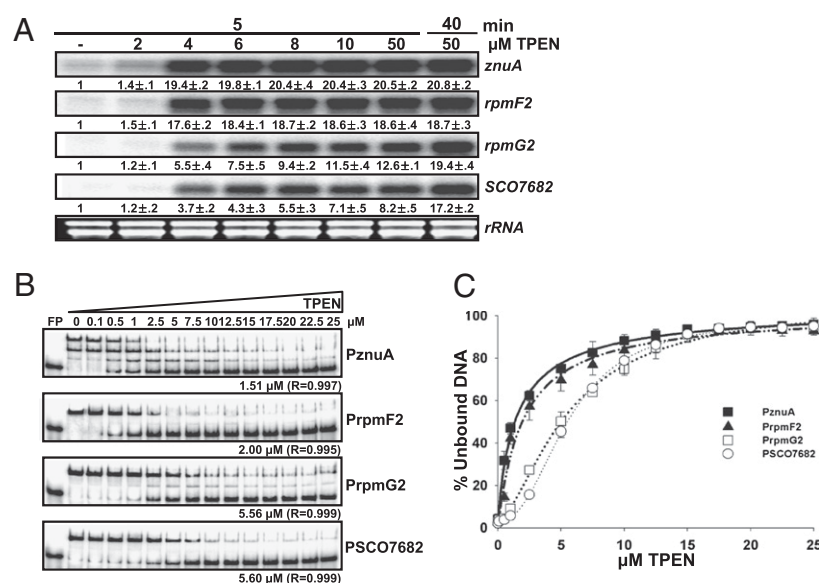 A
5 40 min
- 2 4 6 8 10 50 50 µM TPEN
znuA
1 1.4±.1 19.4±.2 19.8±.1 20.4±.4 20.4±.3 20.5±.2 20.8±.2
rpmF2
1 1.5±.1 17.6±.2 18.4±.1 18.7±.2 18.6±.3 18.6±.4 18.7±.3
rpmG2
1 1.2±.1 5.5±.4 7.5±.5 9.4±.2 11.5±.4 12.6±.1 19.4±.4
SCO7682
1 1.2±.2 3.7±.2 4.3±.3 5.5±.3 7.1±.5 8.2±.5 17.2±.2
rRNA
B
TPEN
FP 0 0.1 0.5 1 2.5 5 7.5 10 12.5 15 17.5 20 22.5 25 µM
PznuA
1.51 µM (R=0.997)
PrpmF2
2.00 µM (R=0.995)
PrpmG2
5.56 µM (R=0.999)
PSCO7682
5.60 µM (R=0.999)
C
% Unbound DNA
100
80
60
40
20
0
PznuA
PrpmF2
PrpmG2
PSCO7682
0 5 10 15 20 25
µM TPEN